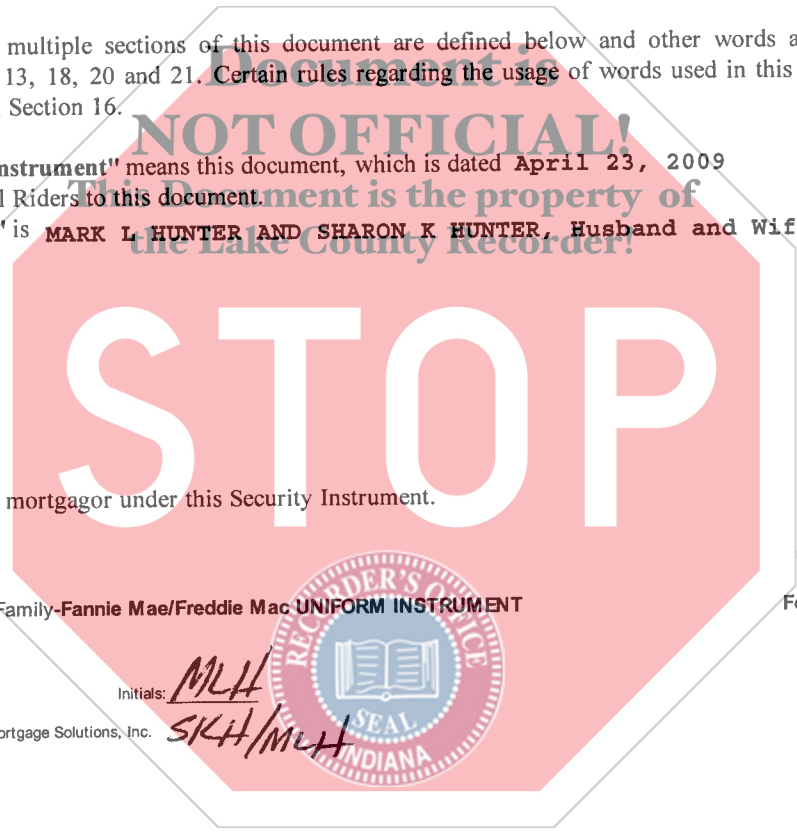 multiple sections of this document are defined below and other words a
Document is
13, 18, 20 and 21. Certain rules regarding the usage of words used in this
Section 16.
NOT OFFICIAL!
nstrument" means this document, which is dated April 23, 2009
This Document is the property of
l Riders to this document.
" is MARK L HUNTER AND SHARON K HUNTER, Husband and Wif
the Lake County Recorder!
STOP
mortgagor under this Security Instrument.
Family-Fannie Mae/Freddie Mac UNIFORM INSTRUMENT Fo
RECORDER'S OFFICE
Initials: MLH
ortgage Solutions, Inc. SKH/MLH
SEAL
INDIANA